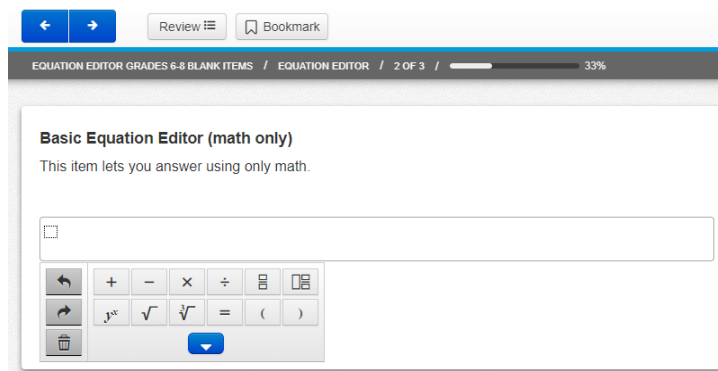 Review Bookmark
EQUATION EDITOR GRADES 6-8 BLANK ITEMS / EQUATION EDITOR / 2 OF 3 / 33%
Basic Equation Editor (math only)
This item lets you answer using only math.
+ − × ÷
yˣ √ ∛ = ( )